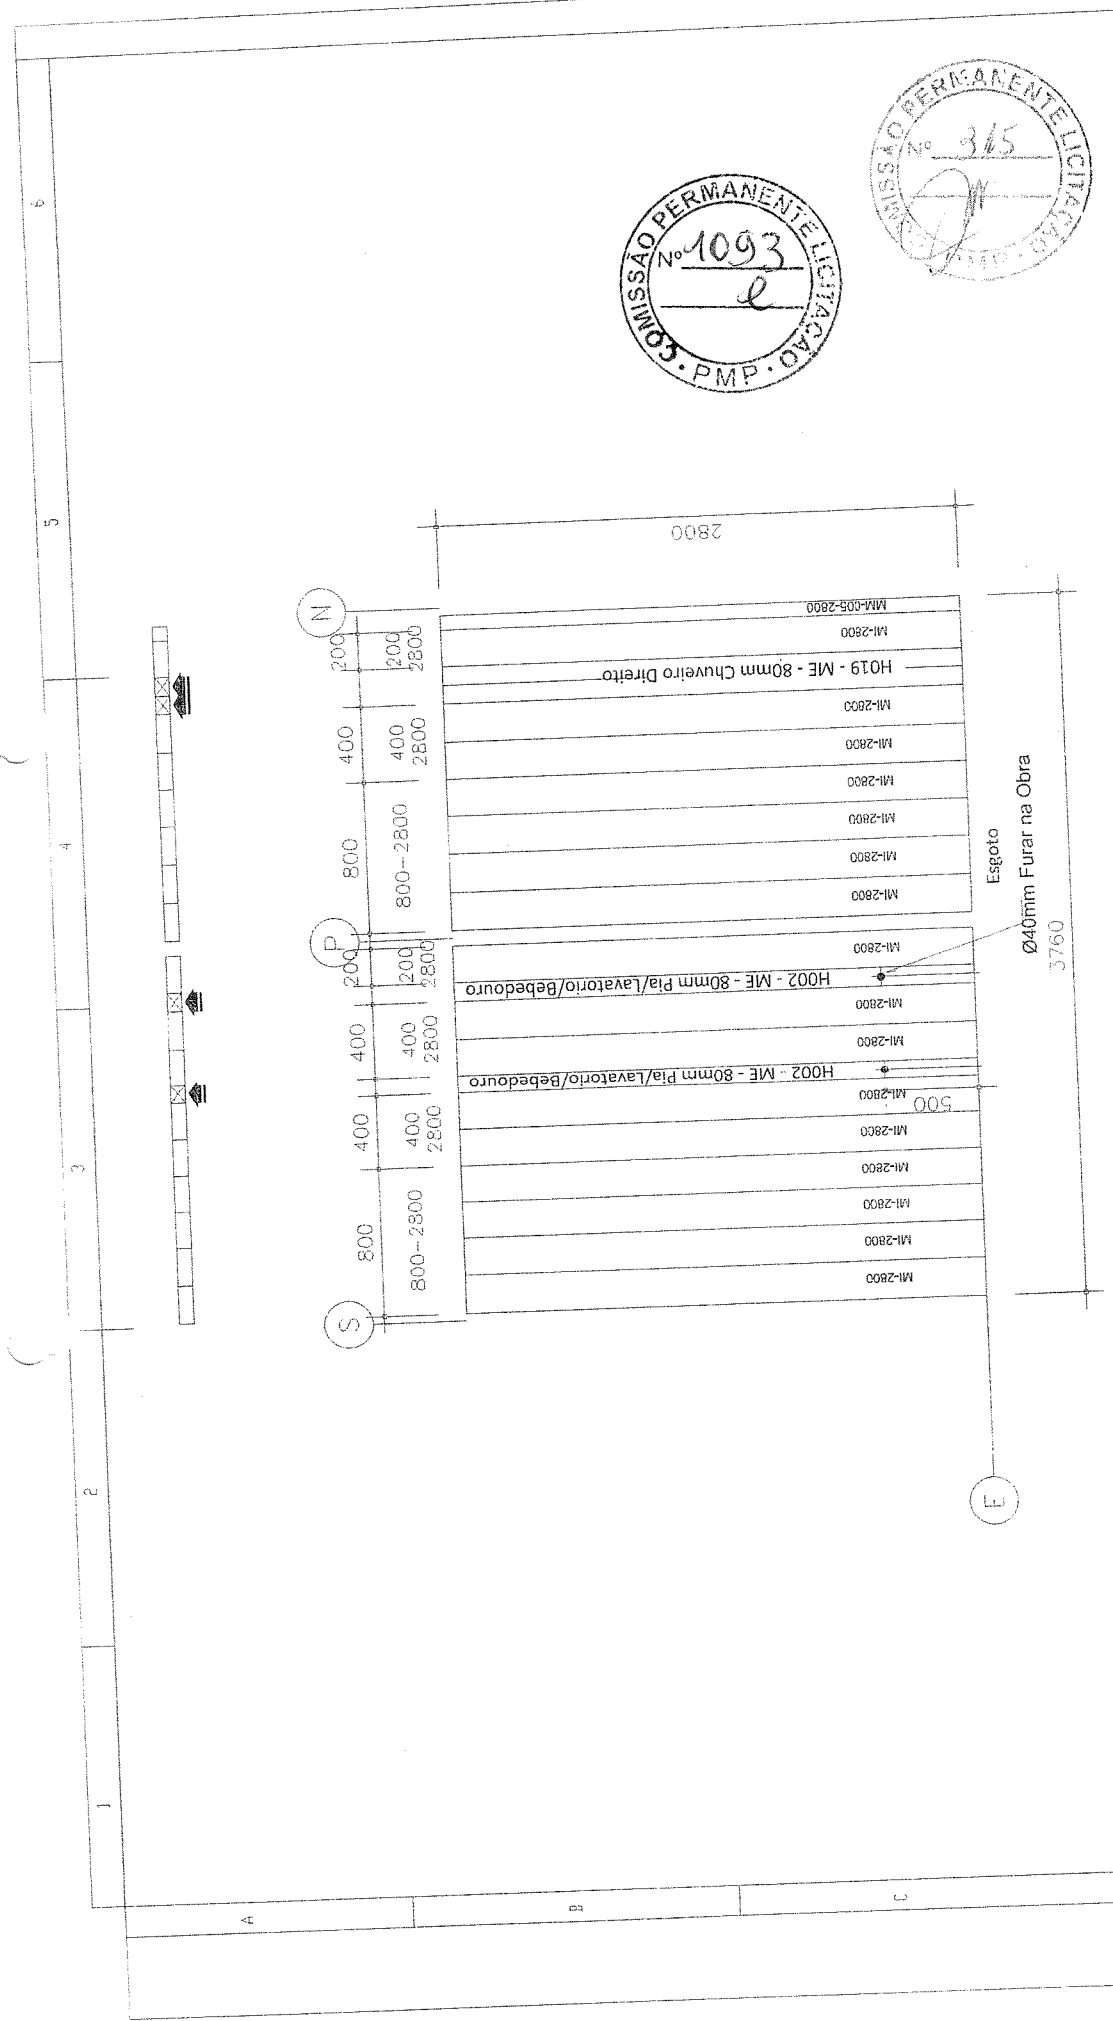 1
2
3
4
5
6
A
B
C
COMISSÃO PERMANENTE LICITAÇÃO · PMP ·
Nº 1093
COMISSÃO PERMANENTE LICITAÇÃO · PMP ·
Nº 315
S
P
N
800
400
400
200
800
400
200
800-2800
400
2800
400
2800
200
2800
800-2800
400
2800
200
2800
MI-2800
MI-2800
MI-2800
MI-2800
MI-2800
MI-2800
H002 - ME - 80mm Pia/Lavatorio/Bebedouro
MI-2800
MI-2800
H002 - ME - 80mm Pia/Lavatorio/Bebedouro
MI-2800
MI-2800
MI-2800
MI-2800
MI-2800
MI-2800
MI-2800
H019 - ME - 80mm Chuveiro Direito
MI-2800
MM-C05-2800
2800
500
Esgoto
Ø40mm Furar na Obra
3760
E